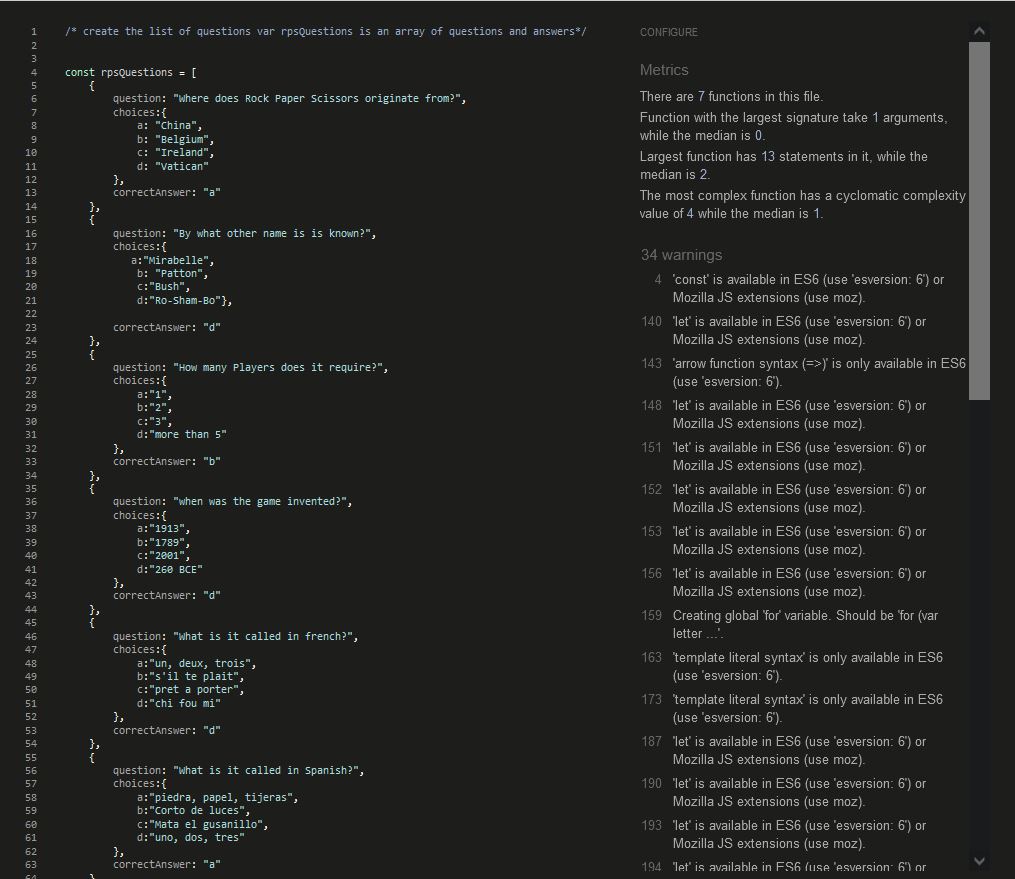 1 /* create the list of questions var rpsQuestions is an array of questions and answers*/
2
3
4 const rpsQuestions = [
5 {
6 question: "Where does Rock Paper Scissors originate from?",
7 choices:{
8 a: "China",
9 b: "Belgium",
10 c: "Ireland",
11 d: "Vatican"
12 },
13 correctAnswer: "a"
14 },
15 {
16 question: "By what other name is is known?",
17 choices:{
18 a:"Mirabelle",
19 b: "Patton",
20 c:"Bush",
21 d:"Ro-Sham-Bo"},
22
23 correctAnswer: "d"
24 },
25 {
26 question: "How many Players does it require?",
27 choices:{
28 a:"1",
29 b:"2",
30 c:"3",
31 d:"more than 5"
32 },
33 correctAnswer: "b"
34 },
35 {
36 question: "when was the game invented?",
37 choices:{
38 a:"1913",
39 b:"1789",
40 c:"2001",
41 d:"260 BCE"
42 },
43 correctAnswer: "d"
44 },
45 {
46 question: "What is it called in french?",
47 choices:{
48 a:"un, deux, trois",
49 b:"s'il te plait",
50 c:"pret a porter",
51 d:"chi fou mi"
52 },
53 correctAnswer: "d"
54 },
55 {
56 question: "What is it called in Spanish?",
57 choices:{
58 a:"piedra, papel, tijeras",
59 b:"Corto de luces",
60 c:"Mata el gusanillo",
61 d:"uno, dos, tres"
62 },
63 correctAnswer: "a"
64 }
CONFIGURE
Metrics
There are 7 functions in this file.
Function with the largest signature take 1 arguments,
while the median is 0.
Largest function has 13 statements in it, while the
median is 2.
The most complex function has a cyclomatic complexity
value of 4 while the median is 1.
34 warnings
4 'const' is available in ES6 (use 'esversion: 6') or
Mozilla JS extensions (use moz).
140 'let' is available in ES6 (use 'esversion: 6') or
Mozilla JS extensions (use moz).
143 'arrow function syntax (=>)' is only available in ES6
(use 'esversion: 6').
148 'let' is available in ES6 (use 'esversion: 6') or
Mozilla JS extensions (use moz).
151 'let' is available in ES6 (use 'esversion: 6') or
Mozilla JS extensions (use moz).
152 'let' is available in ES6 (use 'esversion: 6') or
Mozilla JS extensions (use moz).
153 'let' is available in ES6 (use 'esversion: 6') or
Mozilla JS extensions (use moz).
156 'let' is available in ES6 (use 'esversion: 6') or
Mozilla JS extensions (use moz).
159 Creating global 'for' variable. Should be 'for (var
letter ...'.
163 'template literal syntax' is only available in ES6
(use 'esversion: 6').
173 'template literal syntax' is only available in ES6
(use 'esversion: 6').
187 'let' is available in ES6 (use 'esversion: 6') or
Mozilla JS extensions (use moz).
190 'let' is available in ES6 (use 'esversion: 6') or
Mozilla JS extensions (use moz).
193 'let' is available in ES6 (use 'esversion: 6') or
Mozilla JS extensions (use moz).
194 'let' is available in ES6 (use 'esversion: 6') or